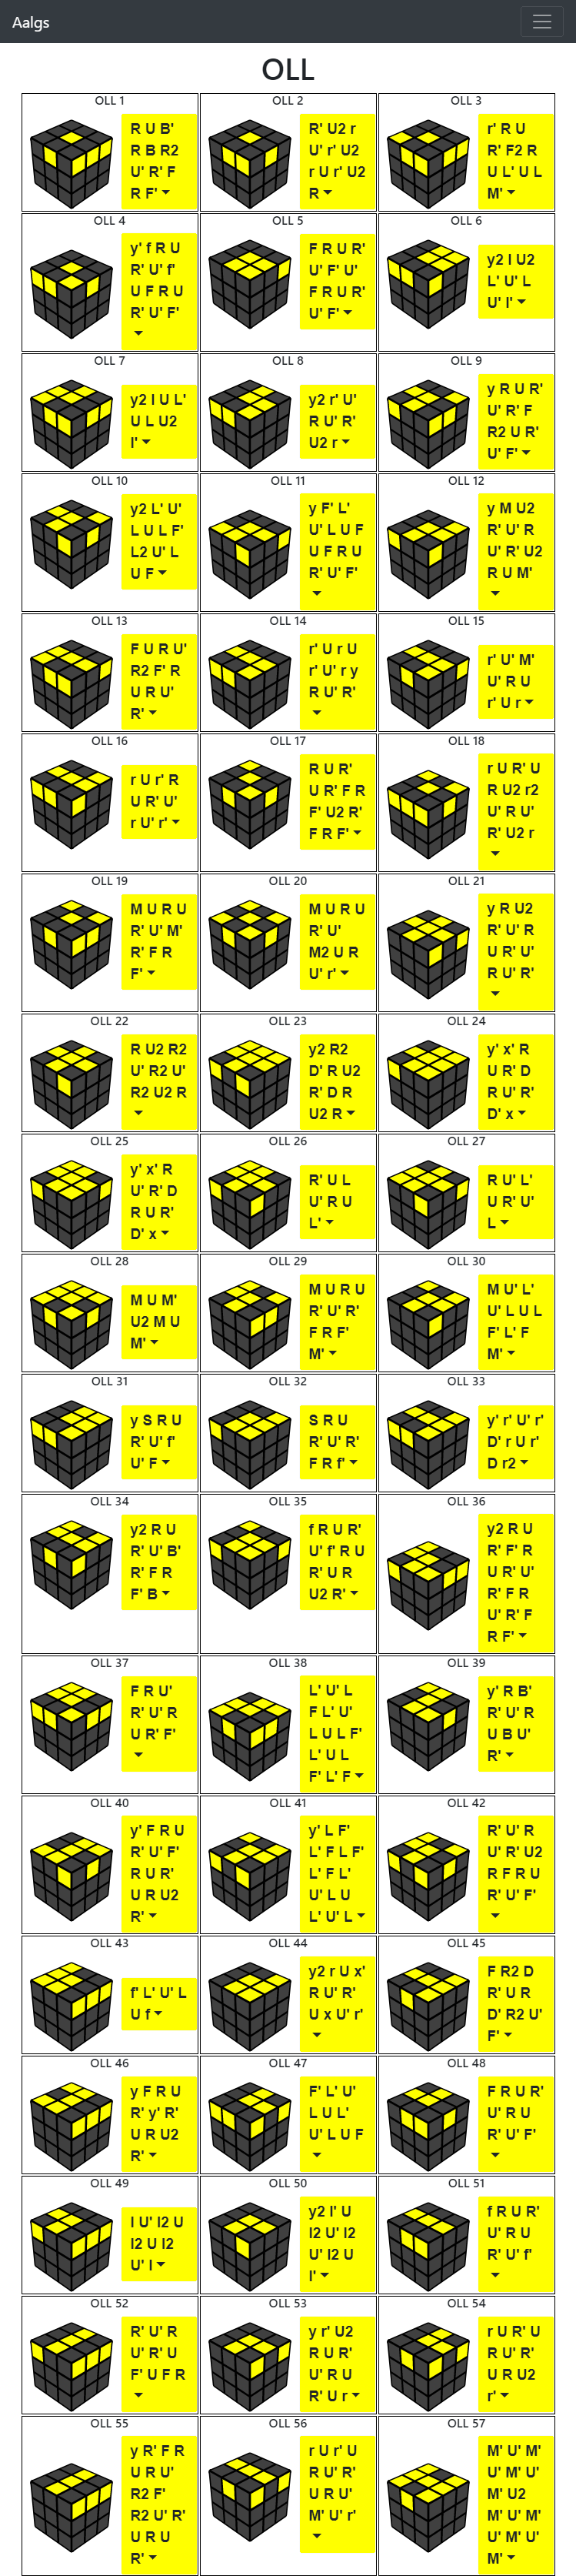 Aalgs
OLL
OLL 1
R U B'
R B R2
U' R' F
R F'
OLL 2
R' U2 r
U' r' U2
r U r' U2
R
OLL 3
r' R U
R' F2 R
U L' U L
M'
OLL 4
y' f R U
R' U' f'
U F R U
R' U' F'
OLL 5
F R U R'
U' F' U'
F R U R'
U' F'
OLL 6
y2 l U2
L' U' L
U' l'
OLL 7
y2 l U L'
U L U2
l'
OLL 8
y2 r' U'
R U' R'
U2 r
OLL 9
y R U R'
U' R' F
R2 U R'
U' F'
OLL 10
y2 L' U'
L U L F'
L2 U' L
U F
OLL 11
y F' L'
U' L U F
U F R U
R' U' F'
OLL 12
y M U2
R' U' R
U' R' U2
R U M'
OLL 13
F U R U'
R2 F' R
U R U'
R'
OLL 14
r' U r U
r' U' r y
R U' R'
OLL 15
r' U' M'
U' R U
r' U r
OLL 16
r U r' R
U R' U'
r U' r'
OLL 17
R U R'
U R' F R
F' U2 R'
F R F'
OLL 18
r U R' U
R U2 r2
U' R U'
R' U2 r
OLL 19
M U R U
R' U' M'
R' F R
F'
OLL 20
M U R U
R' U'
M2 U R
U' r'
OLL 21
y R U2
R' U' R
U R' U'
R U' R'
OLL 22
R U2 R2
U' R2 U'
R2 U2 R
OLL 23
y2 R2
D' R U2
R' D R
U2 R
OLL 24
y' x' R
U R' D
R U' R'
D' x
OLL 25
y' x' R
U' R' D
R U R'
D' x
OLL 26
R' U L
U' R U
L'
OLL 27
R U' L'
U R' U'
L
OLL 28
M U M'
U2 M U
M'
OLL 29
M U R U
R' U' R'
F R F'
M'
OLL 30
M U' L'
U' L U L
F' L' F
M'
OLL 31
y S R U
R' U' f'
U' F
OLL 32
S R U
R' U' R'
F R f'
OLL 33
y' r' U' r'
D' r U r'
D r2
OLL 34
y2 R U
R' U' B'
R' F R
F' B
OLL 35
f R U R'
U' f' R U
R' U R
U2 R'
OLL 36
y2 R U
R' F' R
U R' U'
R' F R
U' R' F
R F'
OLL 37
F R U'
R' U' R
U R' F'
OLL 38
L' U' L
F L' U'
L U L F'
L' U L
F' L' F
OLL 39
y' R B'
R' U' R
U B U'
R'
OLL 40
y' F R U
R' U' F'
R U R'
U R U2
R'
OLL 41
y' L F'
L' F L F'
L' F L'
U' L U
L' U' L
OLL 42
R' U' R
U' R' U2
R F R U
R' U' F'
OLL 43
f' L' U' L
U f
OLL 44
y2 r U x'
R U' R'
U x U' r'
OLL 45
F R2 D
R' U R
D' R2 U'
F'
OLL 46
y F R U
R' y' R'
U R U2
R'
OLL 47
F' L' U'
L U L'
U' L U F
OLL 48
F R U R'
U' R U
R' U' F'
OLL 49
l U' l2 U
l2 U l2
U' l
OLL 50
y2 l' U
l2 U' l2
U' l2 U
l'
OLL 51
f R U R'
U' R U
R' U' f'
OLL 52
R' U' R
U' R' U
F' U F R
OLL 53
y r' U2
R U R'
U' R U
R' U r
OLL 54
r U R' U
R U' R'
U R U2
r'
OLL 55
y R' F R
U R U'
R2 F'
R2 U' R'
U R U
R'
OLL 56
r U r' U
R U' R'
U R U'
M' U' r'
OLL 57
M' U' M'
U' M' U'
M' U2
M' U' M'
U' M' U'
M'